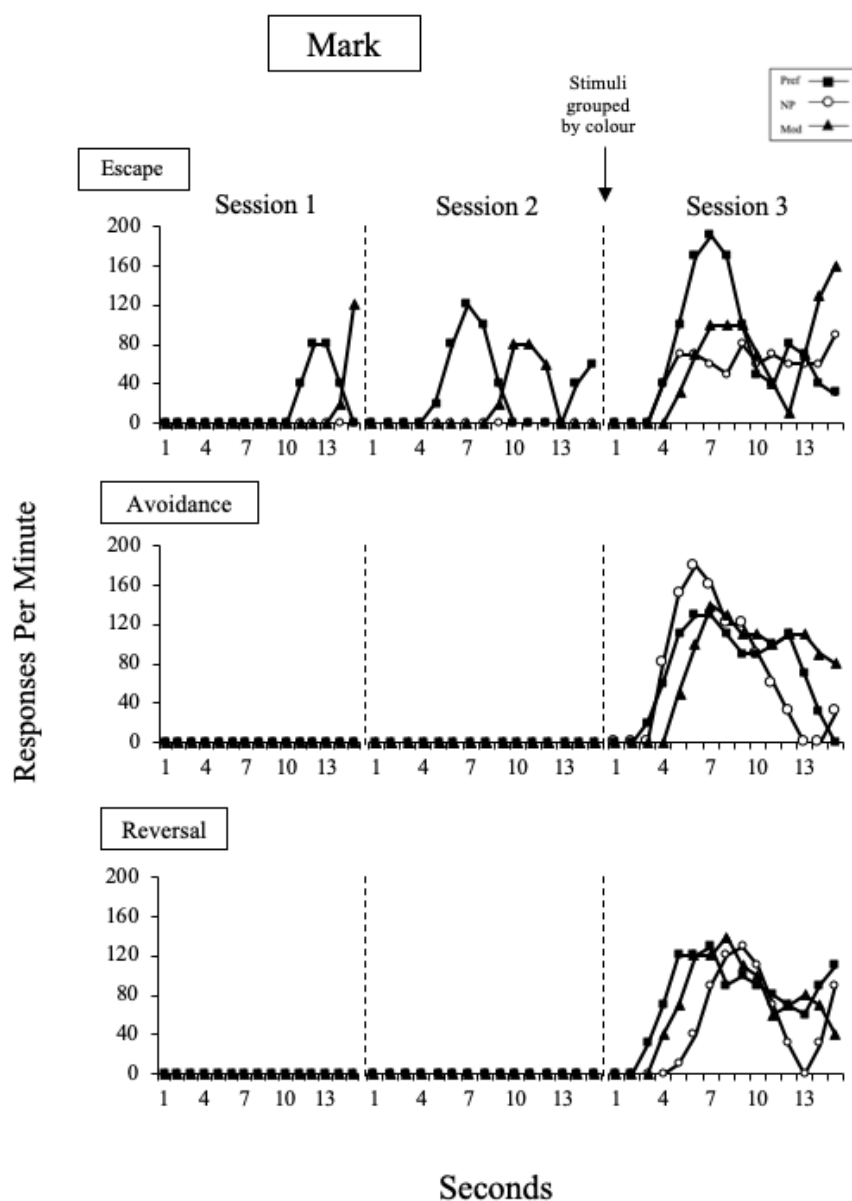 Mark
Stimuli
grouped
by colour
Pref
NP
Mod
Escape
Session 1
Session 2
Session 3
200
160
120
80
40
0
1 4 7 10 13 1 4 7 10 13 1 4 7 10 13
Avoidance
200
160
120
80
40
0
1 4 7 10 13 1 4 7 10 13 1 4 7 10 13
Reversal
200
160
120
80
40
0
1 4 7 10 13 1 4 7 10 13 1 4 7 10 13
Responses Per Minute
Seconds